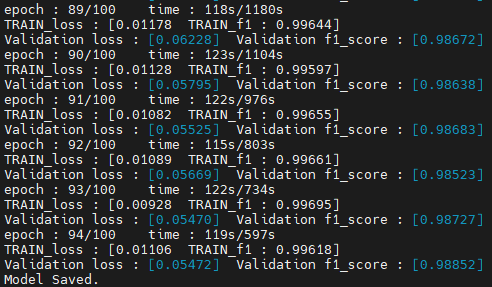 epoch : 89/100    time : 118s/1180s
TRAIN_loss : [0.01178  TRAIN_f1 : 0.99644]
Validation loss : [0.06228]  Validation f1_score : [0.98672]
epoch : 90/100    time : 123s/1104s
TRAIN_loss : [0.01128  TRAIN_f1 : 0.99597]
Validation loss : [0.05795]  Validation f1_score : [0.98638]
epoch : 91/100    time : 122s/976s
TRAIN_loss : [0.01082  TRAIN_f1 : 0.99655]
Validation loss : [0.05525]  Validation f1_score : [0.98683]
epoch : 92/100    time : 115s/803s
TRAIN_loss : [0.01089  TRAIN_f1 : 0.99661]
Validation loss : [0.05669]  Validation f1_score : [0.98523]
epoch : 93/100    time : 122s/734s
TRAIN_loss : [0.00928  TRAIN_f1 : 0.99695]
Validation loss : [0.05470]  Validation f1_score : [0.98727]
epoch : 94/100    time : 119s/597s
TRAIN_loss : [0.01106  TRAIN_f1 : 0.99618]
Validation loss : [0.05472]  Validation f1_score : [0.98852]
Model Saved.